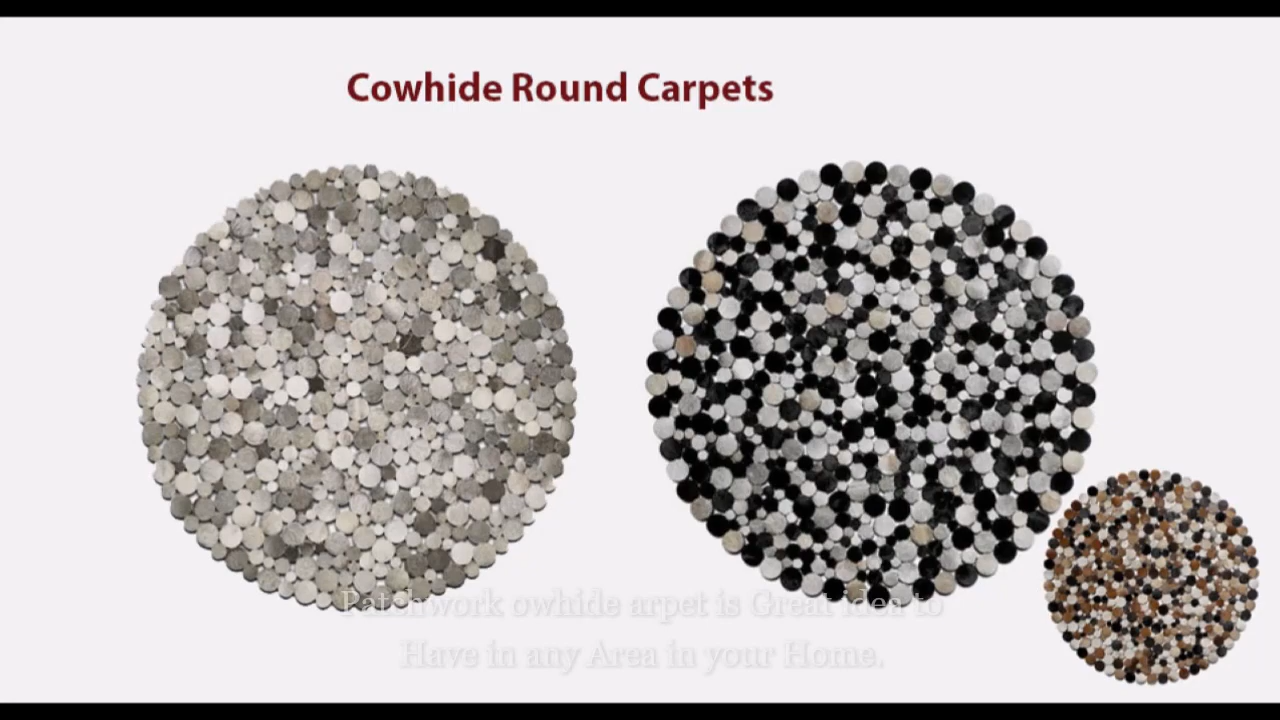 Cowhide Round Carpets
Patchwork owhide arpet is Great idea to
Have in any Area in your Home.